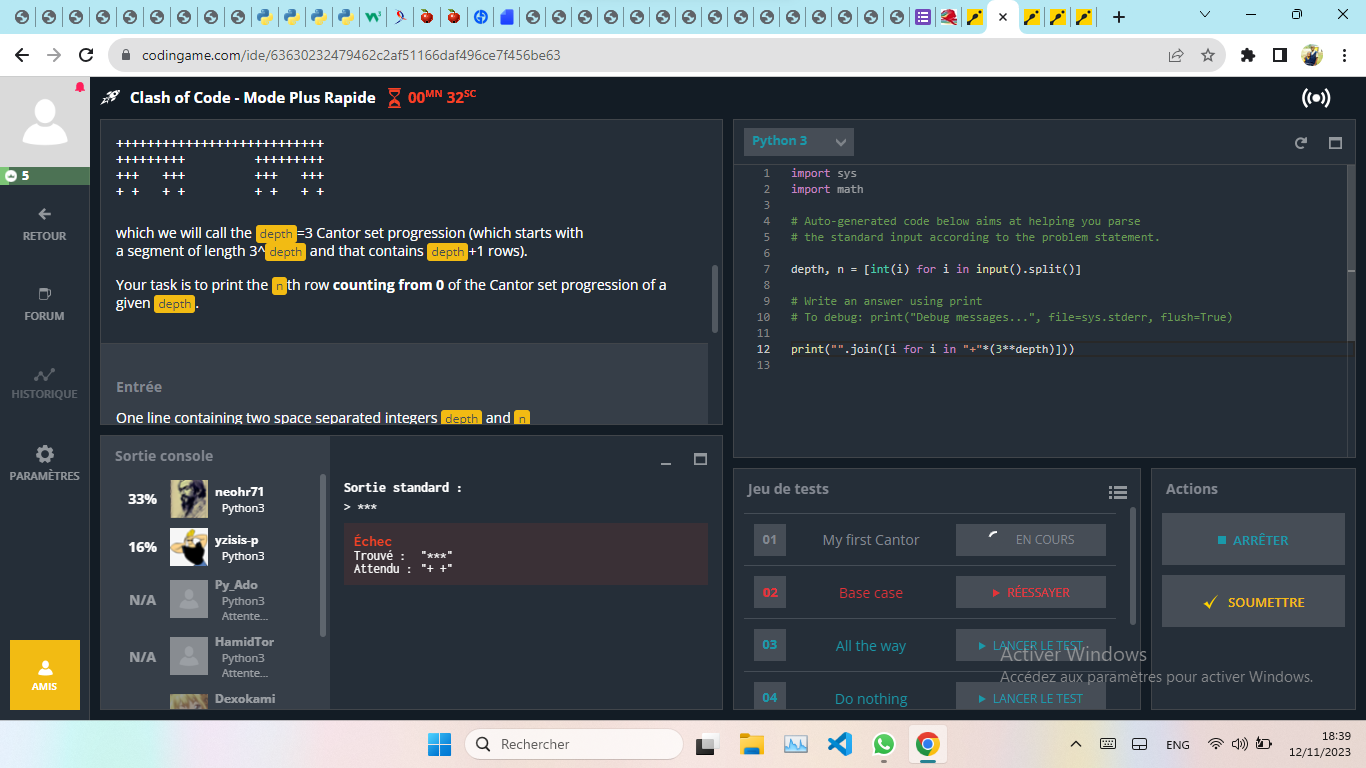 codingame.com/ide/63630232479462c2af51166daf496ce7f456be63
5
RETOUR
FORUM
HISTORIQUE
PARAMÈTRES
AMIS
Clash of Code - Mode Plus Rapide 00MN 32SC
+++++++++++++++++++++++++++
+++++++++         +++++++++
+++   +++         +++   +++
+ +   + +         + +   + +
which we will call the depth=3 Cantor set progression (which starts with
a segment of length 3^depth and that contains depth+1 rows).
Your task is to print the nth row counting from 0 of the Cantor set progression of a
given depth.
Entrée
One line containing two space separated integers depth and n
Sortie console
33% neohr71
Python3
16% yzisis-p
Python3
N/A Py_Ado
Python3
Attente...
N/A HamidTor
Python3
Attente...
Dexokami
Sortie standard :
> ***
Échec
Trouvé :  "***"
Attendu : "+ +"
Python 3
1 import sys
2 import math
3
4 # Auto-generated code below aims at helping you parse
5 # the standard input according to the problem statement.
6
7 depth, n = [int(i) for i in input().split()]
8
9 # Write an answer using print
10 # To debug: print("Debug messages...", file=sys.stderr, flush=True)
11
12 print("".join([i for i in "+"*(3**depth)]))
13
Jeu de tests
01 My first Cantor EN COURS
02 Base case RÉESSAYER
03 All the way LANCER LE TEST
04 Do nothing LANCER LE TEST
Actions
ARRÊTER
SOUMETTRE
Activer Windows
Accédez aux paramètres pour activer Windows.
Rechercher
ENG
18:39
12/11/2023